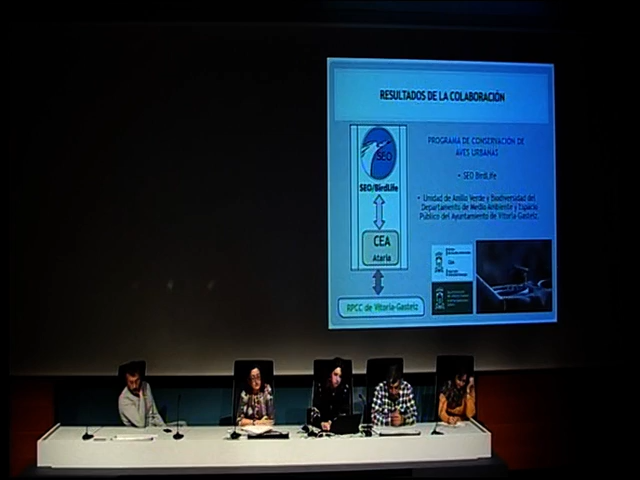 RESULTADOS DE LA COLABORACIÓN
SEO
SEO/BirdLife
CEA
Ataria
RPCC de Vitoria-Gasteiz
PROGRAMA DE CONSERVACIÓN DE
AVES URBANAS
• SEO BirdLife
• Unidad de Anillo Verde y Biodiversidad del
Departamento de Medio Ambiente y Espacio
Público del Ayuntamiento de Vitoria-Gasteiz.